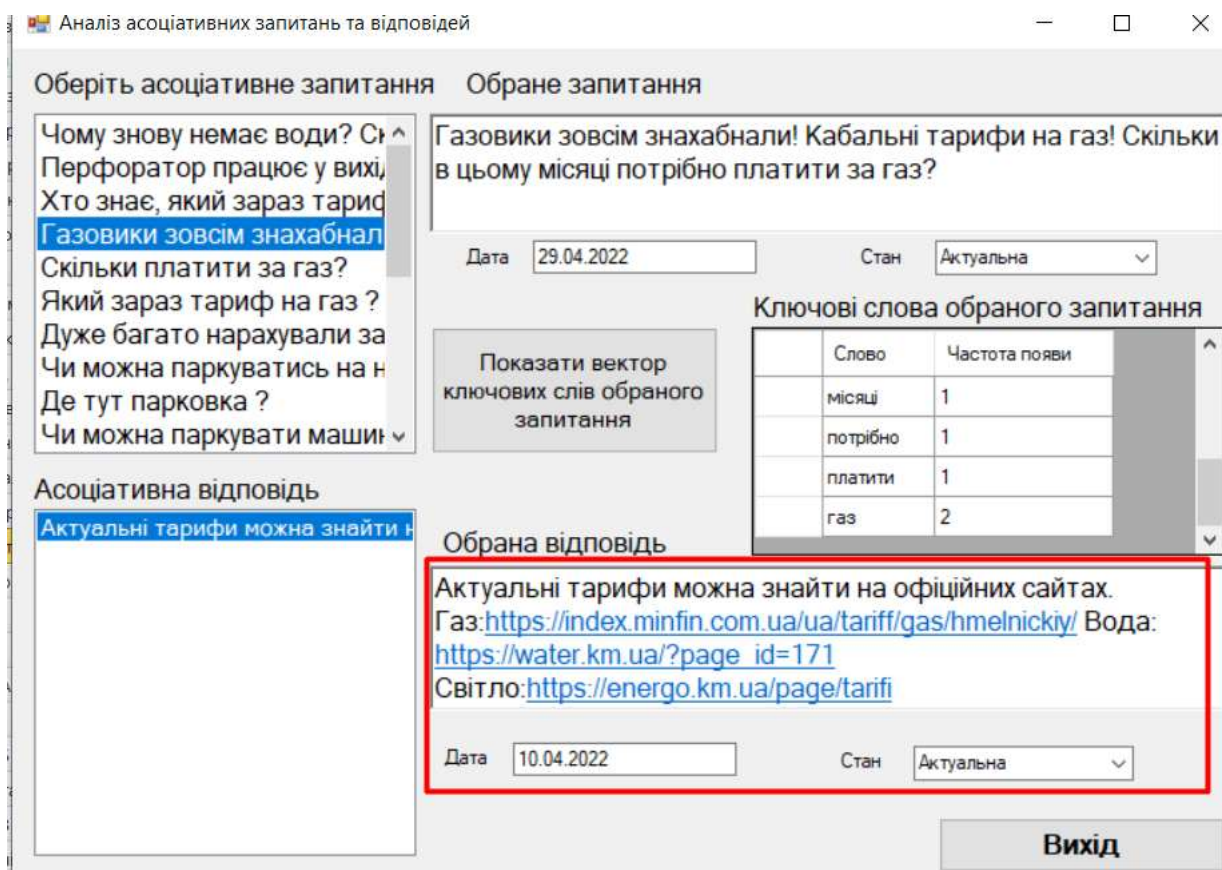 Аналіз асоціативних запитань та відповідей
Оберіть асоціативне запитання
Чому знову немає води? Ск
Перфоратор працює у вихі
Хто знає, який зараз тариф
Газовики зовсім знахабнал
Скільки платити за газ?
Який зараз тариф на газ ?
Дуже багато нарахували за
Чи можна паркуватись на н
Де тут парковка ?
Чи можна паркувати машин
Обране запитання
Газовики зовсім знахабнали! Кабальні тарифи на газ! Скільки
в цьому місяці потрібно платити за газ?
Дата 29.04.2022 Стан Актуальна
Показати вектор
ключових слів обраного
запитання
Ключові слова обраного запитання
Слово Частота появи
місяці 1
потрібно 1
платити 1
газ 2
Асоціативна відповідь
Актуальні тарифи можна знайти н
Обрана відповідь
Актуальні тарифи можна знайти на офіційних сайтах.
Газ:https://index.minfin.com.ua/ua/tariff/gas/hmelnickiy/ Вода:
https://water.km.ua/?page_id=171
Світло:https://energo.km.ua/page/tarifi
Дата 10.04.2022 Стан Актуальна
Вихід